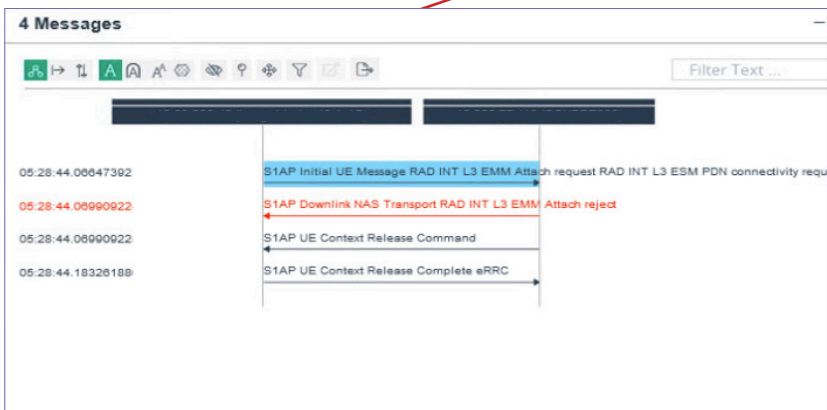 4 Messages
Filter Text ...
05:28:44.06647392 S1AP Initial UE Message RAD INT L3 EMM Attach request RAD INT L3 ESM PDN connectivity requ
05:28:44.06990922 S1AP Downlink NAS Transport RAD INT L3 EMM Attach reject
05:28:44.06990922 S1AP UE Context Release Command
05:28:44.18326188 S1AP UE Context Release Complete eRRC